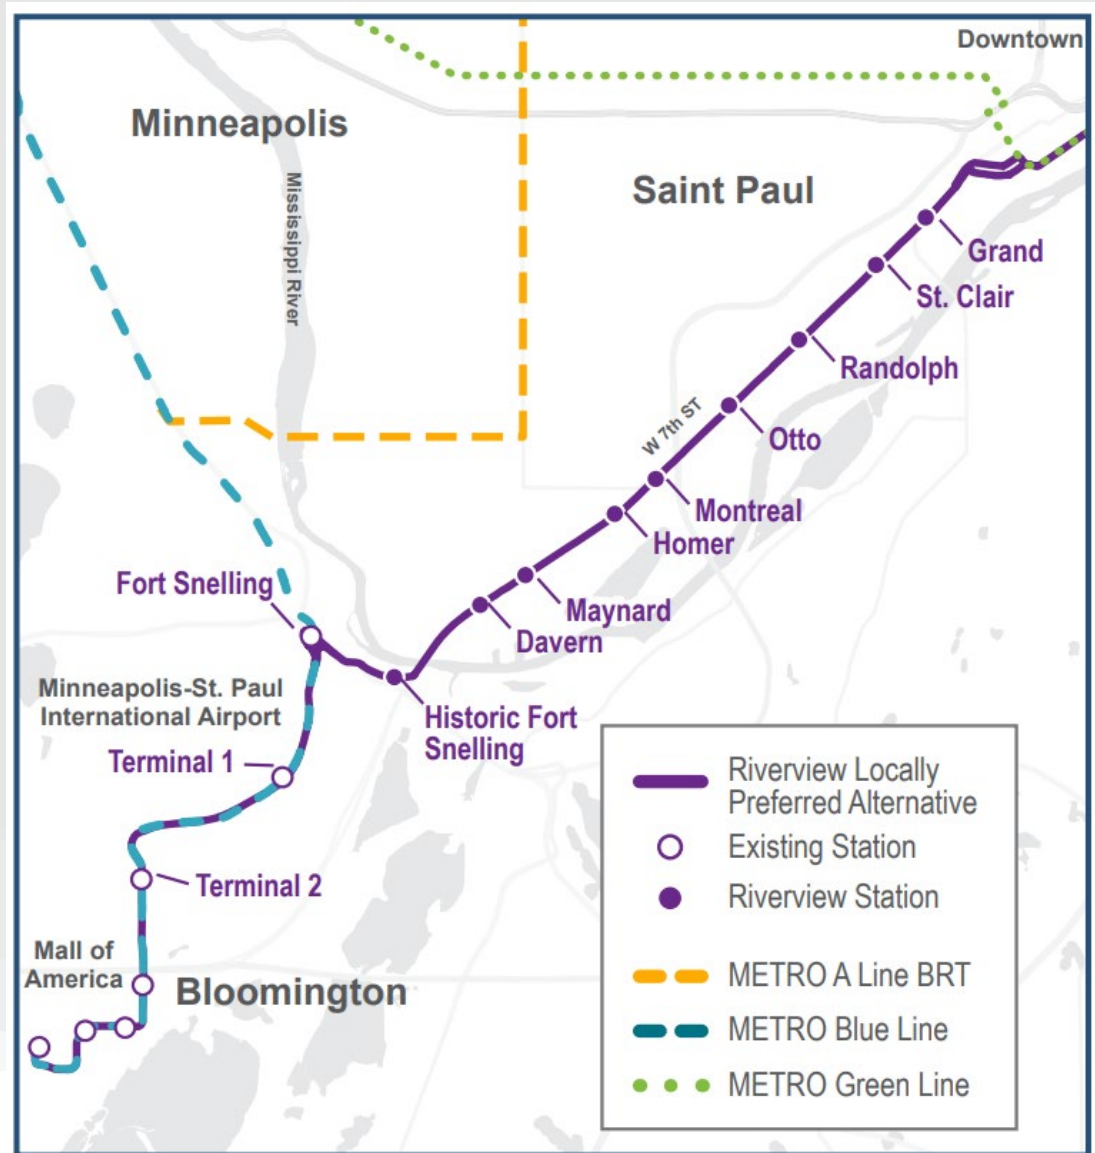 Downtown
Minneapolis
Saint Paul
Mississippi River
Grand
St. Clair
Randolph
W 7th ST
Otto
Montreal
Homer
Fort Snelling
Maynard
Davern
Minneapolis-St. Paul
International Airport
Historic Fort
Snelling
Terminal 1
Terminal 2
Mall of
America
Bloomington
Riverview Locally
Preferred Alternative
Existing Station
Riverview Station
METRO A Line BRT
METRO Blue Line
METRO Green Line